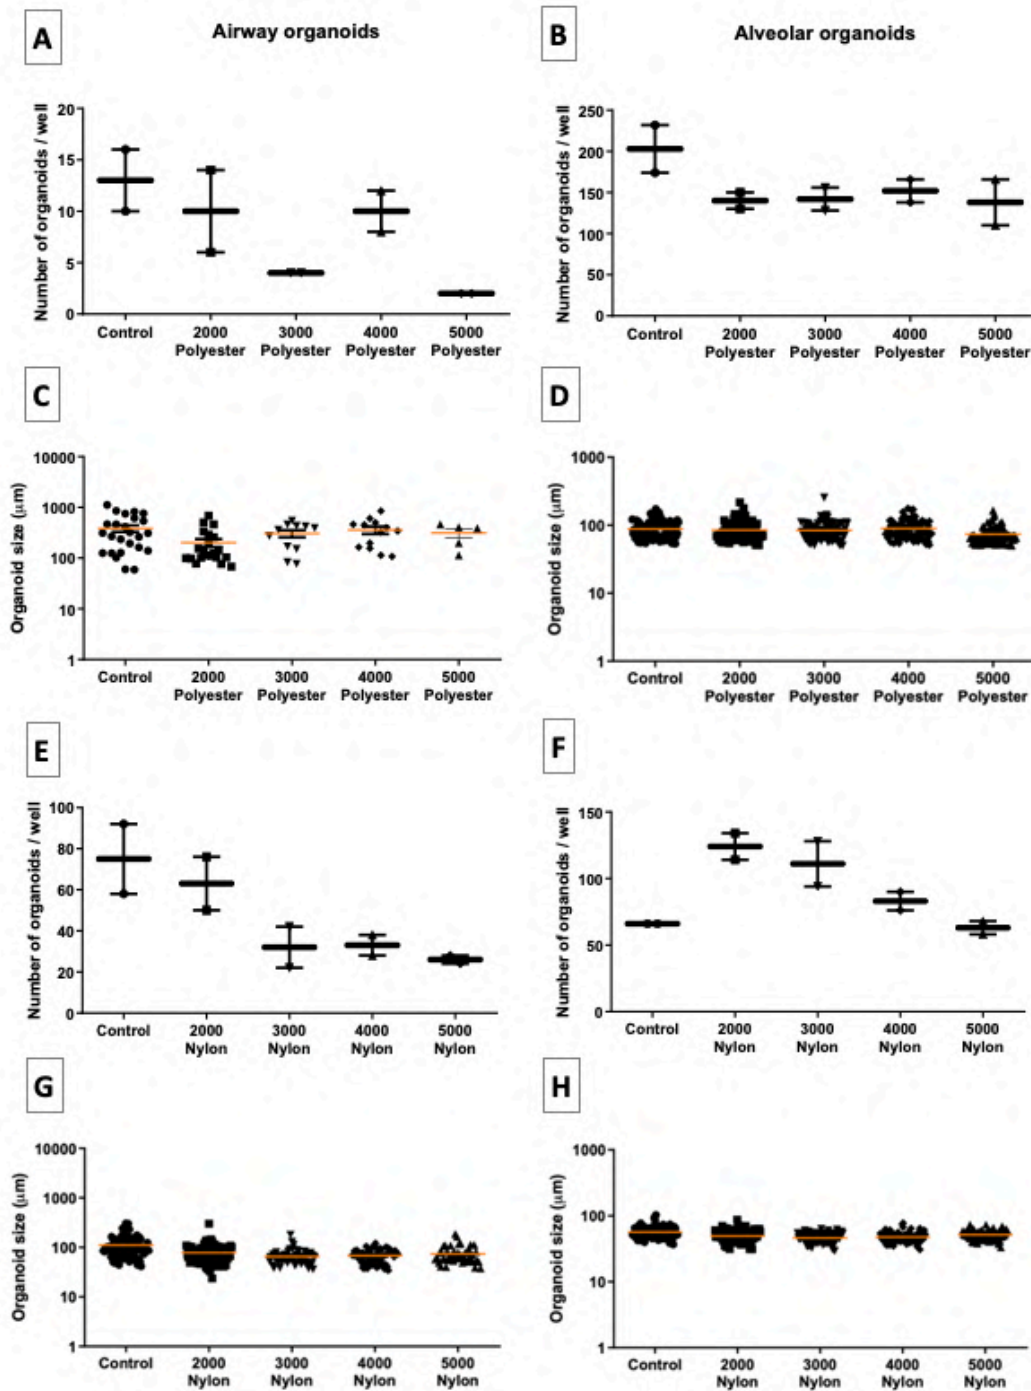 A
Airway organoids
B
Alveolar organoids
Number of organoids / well
20
15
10
5
0
Control
2000
Polyester
3000
Polyester
4000
Polyester
5000
Polyester
Number of organoids / well
250
200
150
100
50
0
Control
2000
Polyester
3000
Polyester
4000
Polyester
5000
Polyester
C
D
Organoid size (μm)
10000
1000
100
10
1
Control
2000
Polyester
3000
Polyester
4000
Polyester
5000
Polyester
Organoid size (μm)
1000
100
10
1
Control
2000
Polyester
3000
Polyester
4000
Polyester
5000
Polyester
E
F
Number of organoids / well
100
80
60
40
20
0
Control
2000
Nylon
3000
Nylon
4000
Nylon
5000
Nylon
Number of organoids / well
150
100
50
0
Control
2000
Nylon
3000
Nylon
4000
Nylon
5000
Nylon
G
H
Organoid size (μm)
10000
1000
100
10
1
Control
2000
Nylon
3000
Nylon
4000
Nylon
5000
Nylon
Organoid size (μm)
1000
100
10
1
Control
2000
Nylon
3000
Nylon
4000
Nylon
5000
Nylon